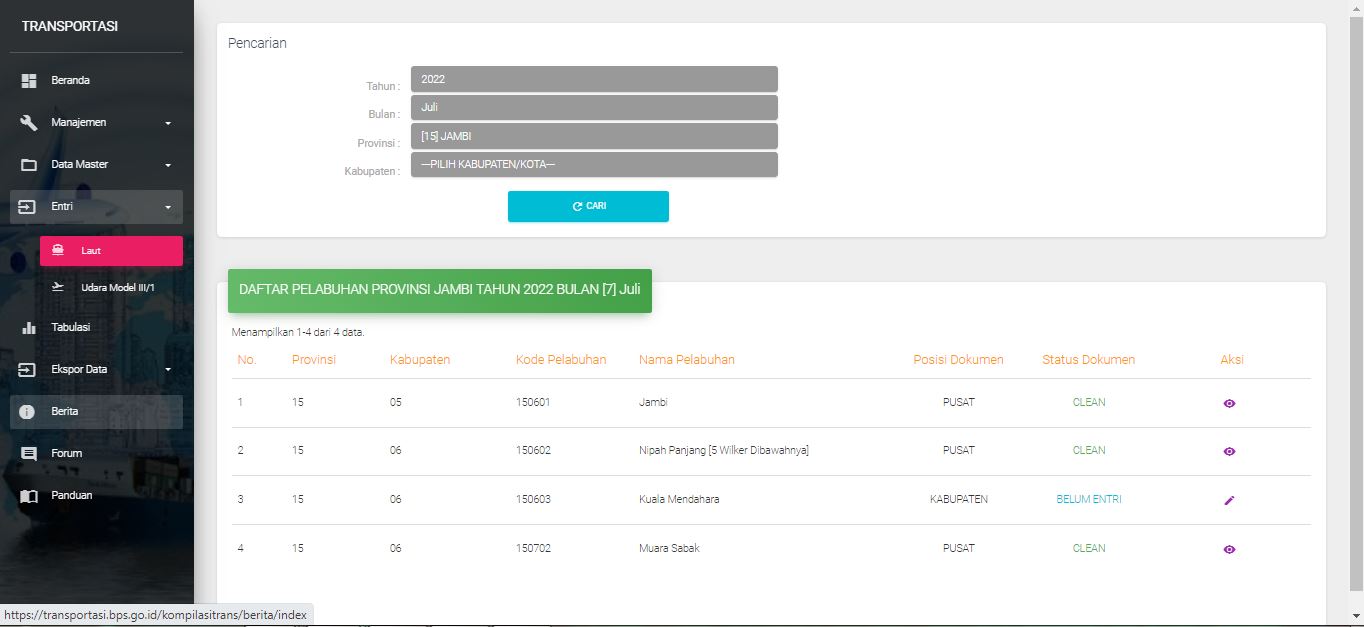 TRANSPORTASI
Beranda
Manajemen
Data Master
Entri
Laut
Udara Model III/1
Tabulasi
Ekspor Data
Berita
Forum
Panduan
Pencarian
Tahun : 2022
Bulan : Juli
Provinsi : [15] JAMBI
Kabupaten : ---PILIH KABUPATEN/KOTA---
CARI
DAFTAR PELABUHAN PROVINSI JAMBI TAHUN 2022 BULAN [7] Juli
Menampilkan 1-4 dari 4 data.
No. Provinsi Kabupaten Kode Pelabuhan Nama Pelabuhan Posisi Dokumen Status Dokumen Aksi
1 15 05 150601 Jambi PUSAT CLEAN
2 15 06 150602 Nipah Panjang [5 Wilker Dibawahnya] PUSAT CLEAN
3 15 06 150603 Kuala Mendahara KABUPATEN BELUM ENTRI
4 15 06 150702 Muara Sabak PUSAT CLEAN
https://transportasi.bps.go.id/kompilasitrans/berita/index